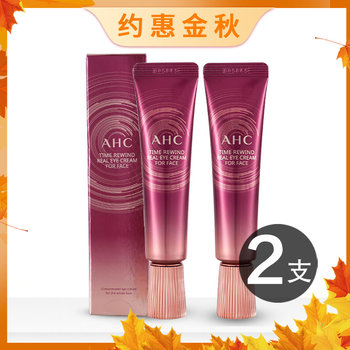 约惠金秋
AHC
TIME REWIND
REAL EYE CREAM
FOR FACE
AHC
TIME REWIND
REAL EYE CREAM
FOR FACE
AHC
TIME REWIND
REAL EYE CREAM
FOR FACE
2支